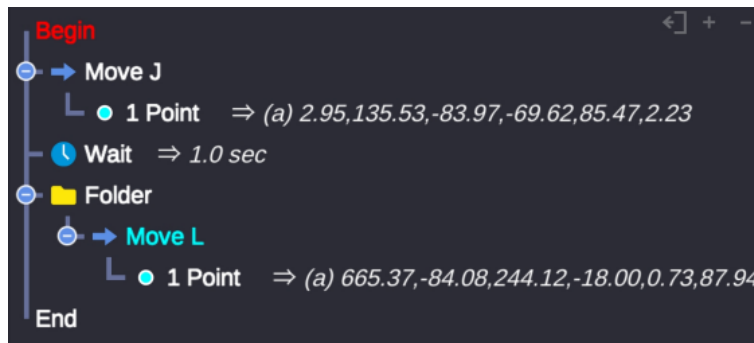 Begin
Move J
1 Point ⇒ (a) 2.95,135.53,-83.97,-69.62,85.47,2.23
Wait ⇒ 1.0 sec
Folder
Move L
1 Point ⇒ (a) 665.37,-84.08,244.12,-18.00,0.73,87.94
End